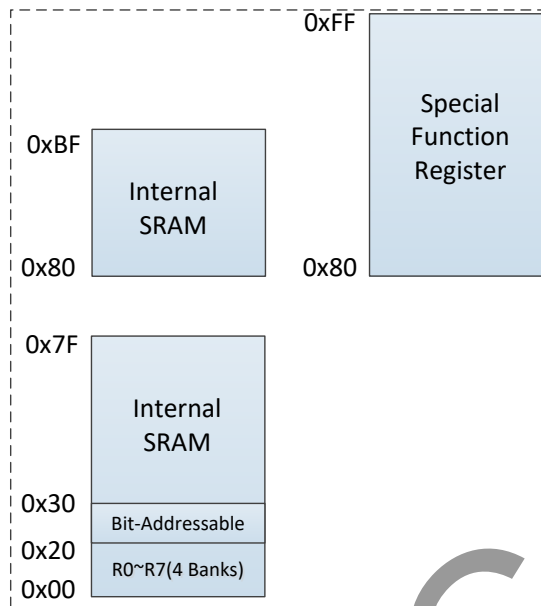 0xFF
Special
Function
Register
0xBF
Internal
SRAM
0x80
0x80
0x7F
Internal
SRAM
0x30
Bit-Addressable
0x20
R0~R7(4 Banks)
0x00